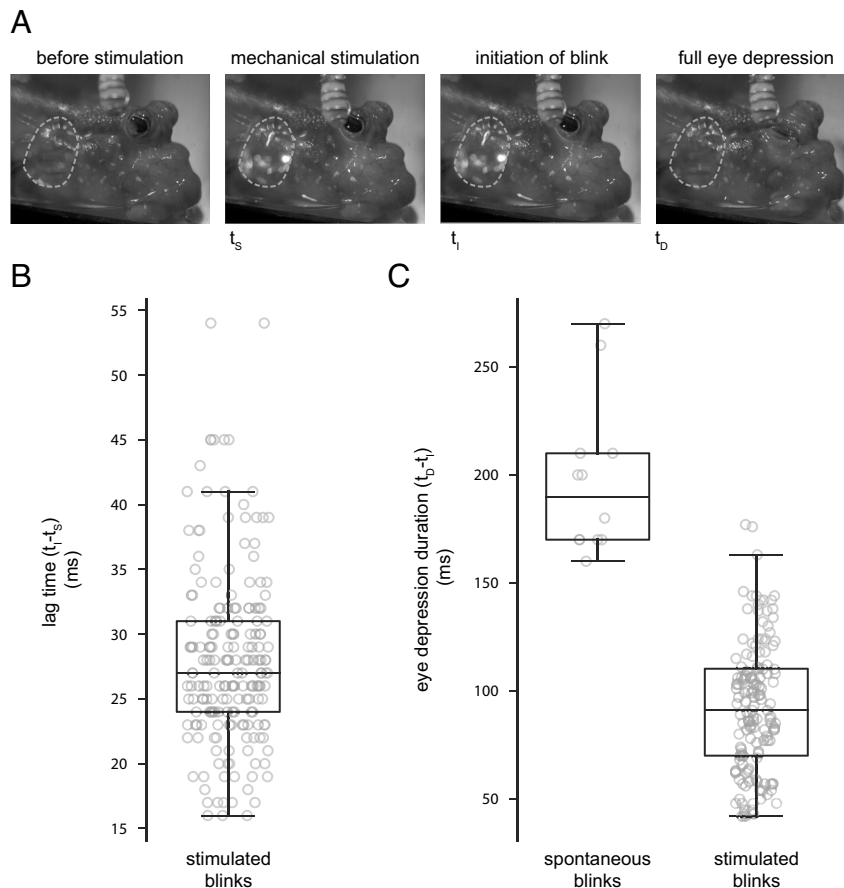 A
before stimulation
mechanical stimulation
initiation of blink
full eye depression
tS
tI
tD
B
lag time (tI-tS)
(ms)
55
50
45
40
35
30
25
20
15
stimulated
blinks
C
eye depression duration (tD-tI)
(ms)
250
200
150
100
50
spontaneous
blinks
stimulated
blinks